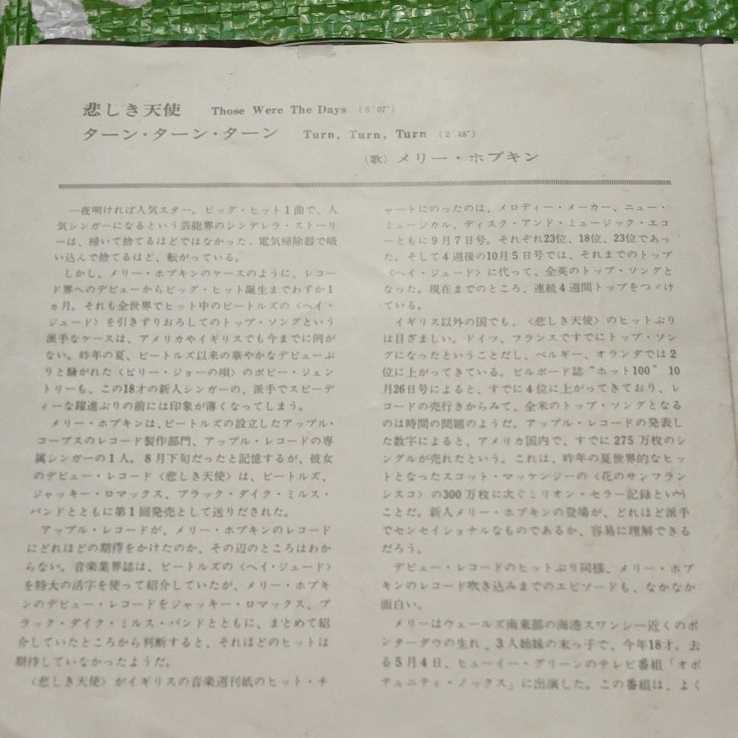 悲しき天使 Those Were The Days (5′07″)
ターン・ターン・ターン Turn, Turn, Turn (2′48″)
(歌) メリー・ホプキン
一夜明ければ人気スター。ビッグ・ヒット1曲で、人
気シンガーになるという芸能界のシンデレラ・ストーリ
ーは、掃いて捨てるほどではなかった、電気掃除器で吸
い込んで捨てるほど、転がっている。
しかし、メリー・ホプキンのケースのように、レコー
ド界へのデビューからビッグ・ヒット誕生までわずか1
ヵ月。それも全世界でヒット中のビートルズの〈ヘイ・
ジュード〉を引きずりおろしてのトップ・ソングという
派手なケースは、アメリカやイギリスでも今までに例が
ない。昨年の夏、ビートルズ以来の華やかなデビューぶ
りと騒がれた〈ビリー・ジョーの唄〉のボビー・ジェン
トリーも、この18才の新人シンガーの、派手でスピーデ
ィーな躍進ぶりの前には印象が薄くなってしまう。
メリー・ホプキンは、ビートルズの設立したアップル・
コープスのレコード製作部門、アップル・レコードの専
属シンガーの1人。8月下旬だったと記憶するが、彼女
のデビュー・レコード〈悲しき天使〉は、ビートルズ、
ジャッキー・ロマックス、ブラック・ダイク・ミルス・
バンドとともに第1回発売として送りだされた。
アップル・レコードが、メリー・ホプキンのレコード
にどれほどの期待をかけたのか、その辺のところはわか
らない。音楽業界誌は、ビートルズの〈ヘイ・ジュード〉
を特大の活字を使って紹介していたが、メリー・ホプキ
ンのデビュー・レコードをジャッキー・ロマックス、ブ
ラック・ダイク・ミルス・バンドとともに、まとめて紹
介していたところから判断すると、それほどのヒットは
期待していなかったようだ。
〈悲しき天使〉がイギリスの音楽週刊紙のヒット・チ
ャートにのったのは、メロディー・メーカー、ニュー・
ミュージカル、ディスク・アンド・ミュージック・エコ
ーともに9月7日号。それぞれ23位、18位、23位であっ
た。そして4週後の10月5日号では、それまでのトップ
〈ヘイ・ジュード〉に代って、全英のトップ・ソングと
なった。現在までのところ、連続4週間トップをつづけ
ている。
イギリス以外の国でも、〈悲しき天使〉のヒットぶり
は目ざましい。ドイツ、フランスですでにトップ・ソン
グになったということだし、ベルギー、オランダでは2
位に上がってきている。ビルボード誌“ホット100”10
月26日号によると、すでに4位に上がってきており、レ
コードの売行きからみて、全米のトップ・ソングとなる
のは時間の問題のようだ。アップル・レコードの発表し
た数字によると、アメリカ国内で、すでに275万枚のシ
ングルが売れたという。これは、昨年の夏世界的なヒッ
トとなったスコット・マッケンジーの〈花のサンフラン
シスコ〉の300万枚に次ぐミリオン・セラー記録という
ことだ。新人メリー・ホプキンの登場が、どれほど派手
でセンセイショナルなものであるか、容易に理解できる
だろう。
デビュー・レコードのヒットぶり同様、メリー・ホプ
キンのレコード吹き込みまでのエピソードも、なかなか
面白い。
メリーはウェールズ南東部の海港スワンシー近くのポ
ンターダウの生れ。3人姉妹の末っ子で、今年18才。去
る5月4日、ヒューイー・グリーンのテレビ番組「オポ
チュニティ・ノックス」に出演した。この番組は、よく